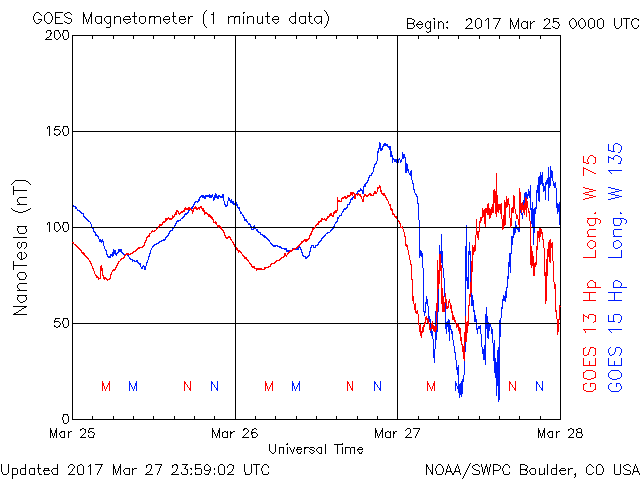 GOES Magnetometer (1 minute data)
Begin: 2017 Mar 25 0000 UTC
200
150
100
50
0
NanoTesla (nT)
M M N N M M N N M M N N
Mar 25 Mar 26 Mar 27 Mar 28
Universal Time
GOES 13 Hp Long. W 75
GOES 15 Hp Long. W 135
Updated 2017 Mar 27 23:59:02 UTC
NOAA/SWPC Boulder, CO USA